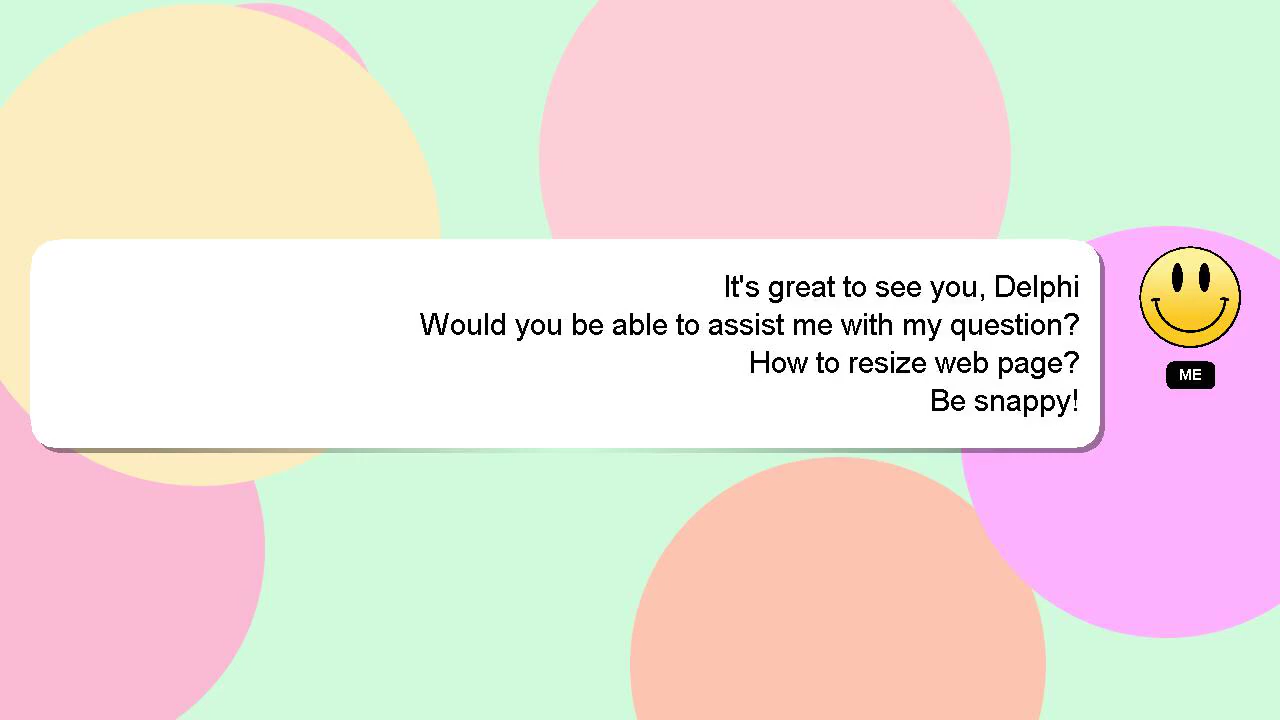 It's great to see you, Delphi
Would you be able to assist me with my question?
How to resize web page?
Be snappy!
ME